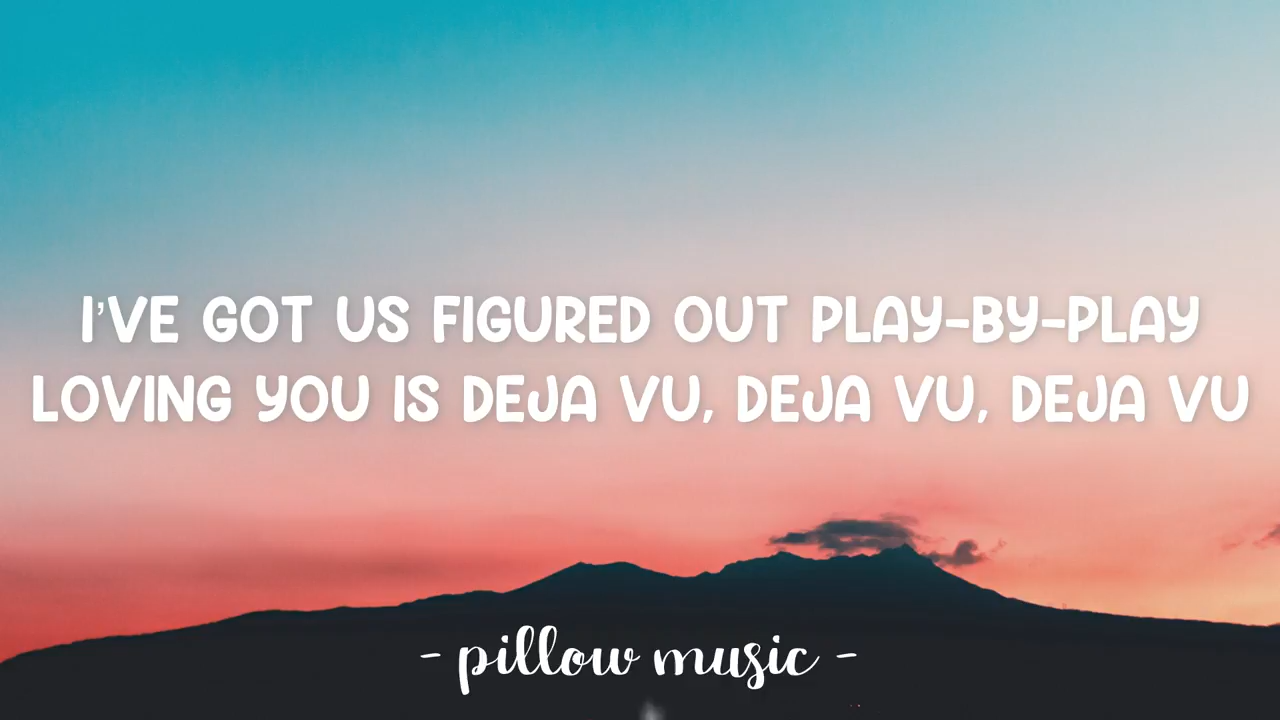 I'VE GOT US FIGURED OUT PLAY-BY-PLAY
LOVING YOU IS DEJA VU, DEJA VU, DEJA VU
- pillow music -